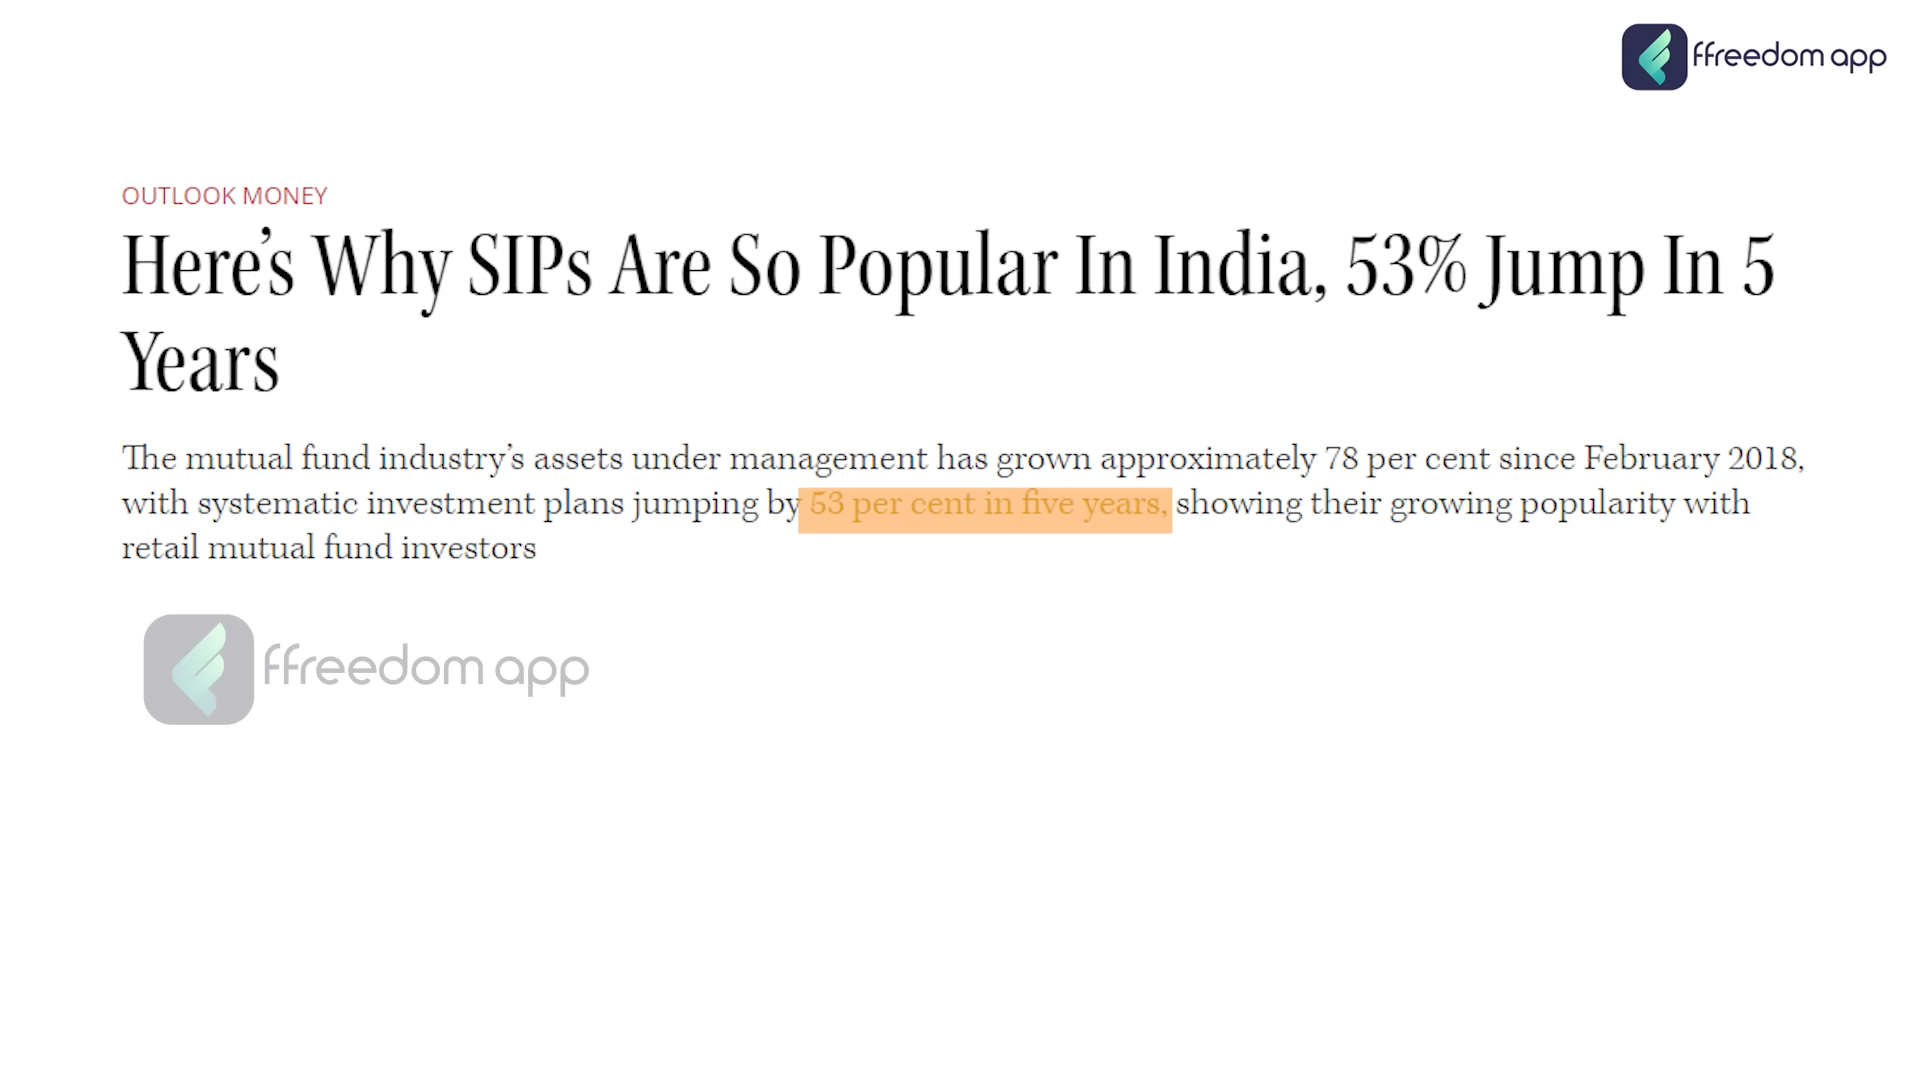 ffreedom app
OUTLOOK MONEY
Here’s Why SIPs Are So Popular In India, 53% Jump In 5
Years
The mutual fund industry’s assets under management has grown approximately 78 per cent since February 2018,
with systematic investment plans jumping by 53 per cent in five years, showing their growing popularity with
retail mutual fund investors
ffreedom app